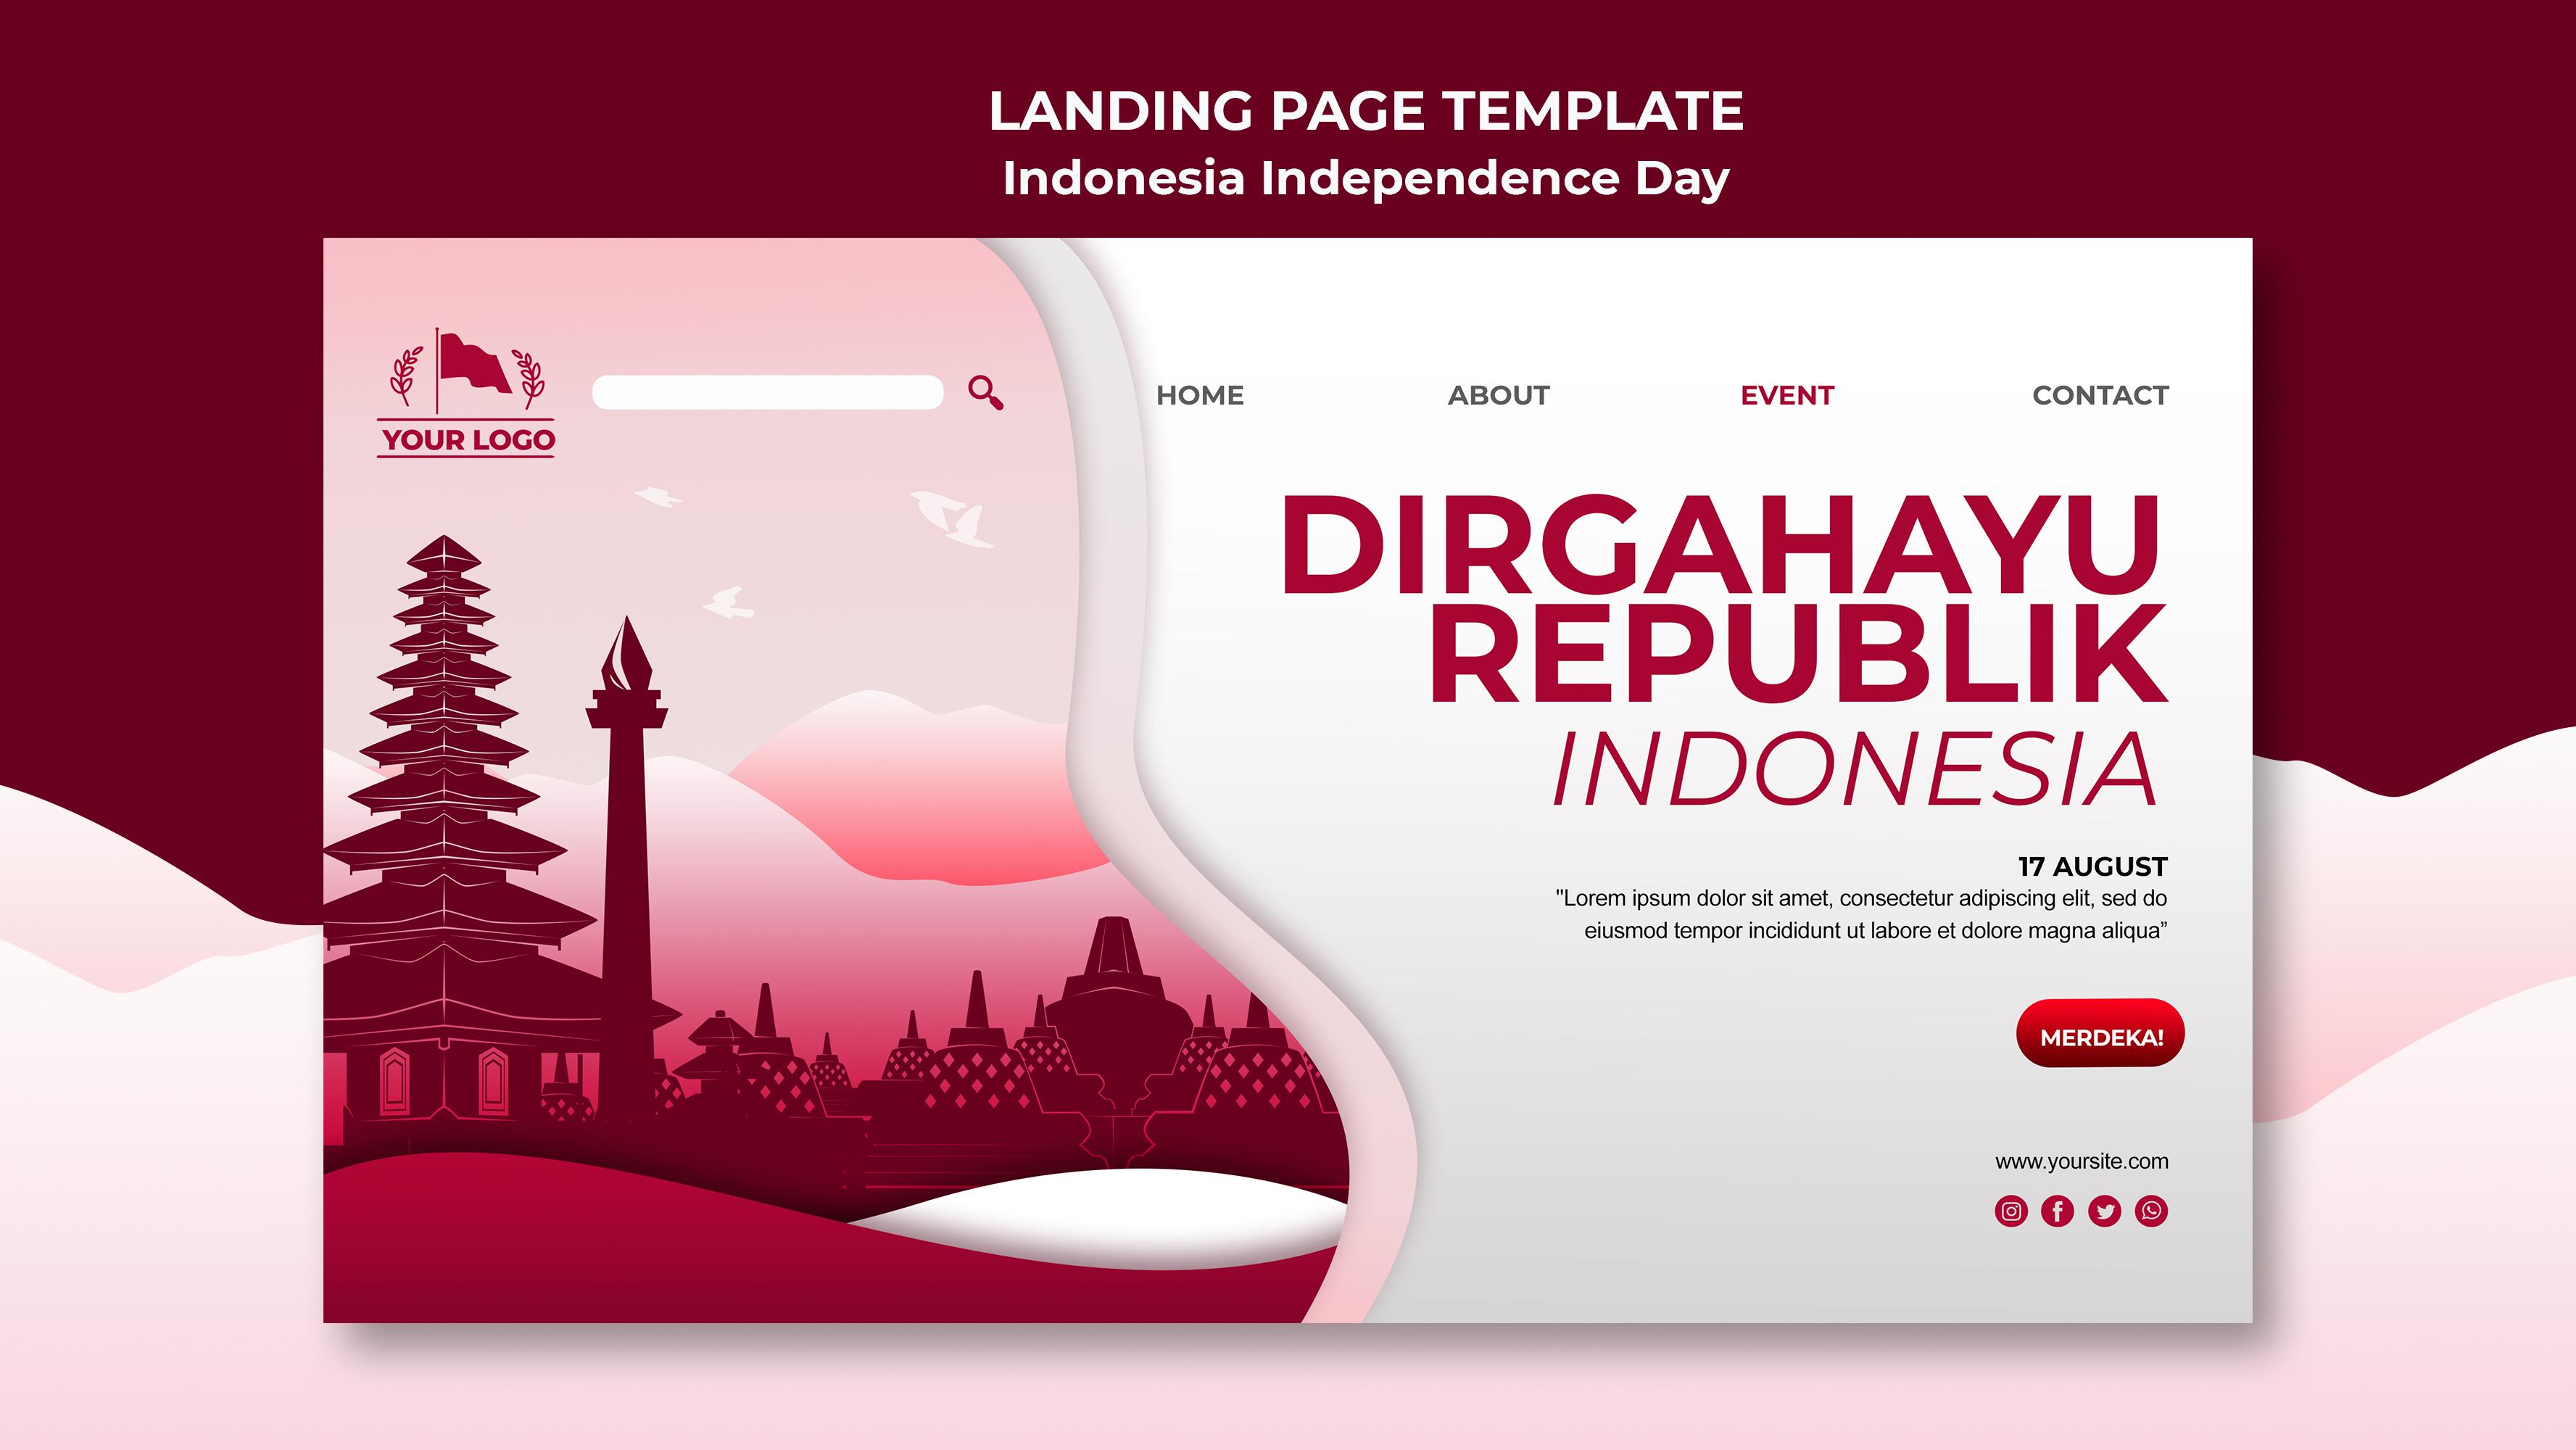 LANDING PAGE TEMPLATE
Indonesia Independence Day
YOUR LOGO
HOME ABOUT EVENT CONTACT
DIRGAHAYU
REPUBLIK
INDONESIA
17 AUGUST
"Lorem ipsum dolor sit amet, consectetur adipiscing elit, sed do
eiusmod tempor incididunt ut labore et dolore magna aliqua”
MERDEKA!
www.yoursite.com